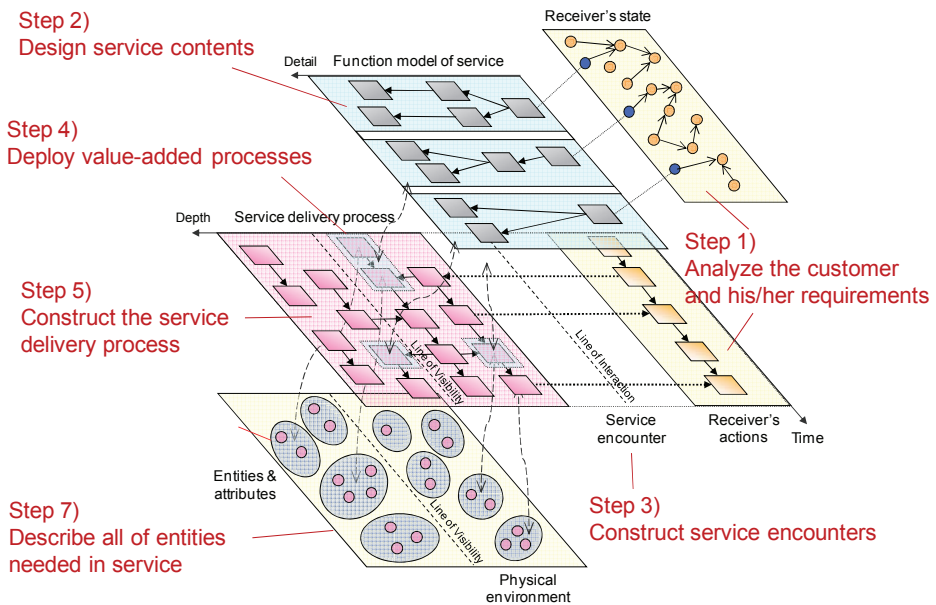 Step 2)
Design service contents
Receiver's state
Detail
Function model of service
Step 4)
Deploy value-added processes
Depth
Service delivery process
Step 1)
Analyze the customer
and his/her requirements
Step 5)
Construct the service
delivery process
Line of Visibility
Line of Interaction
Service
encounter
Receiver's
actions
Time
Entities &
attributes
Line of Visibility
Step 3)
Construct service encounters
Step 7)
Describe all of entities
needed in service
Physical
environment